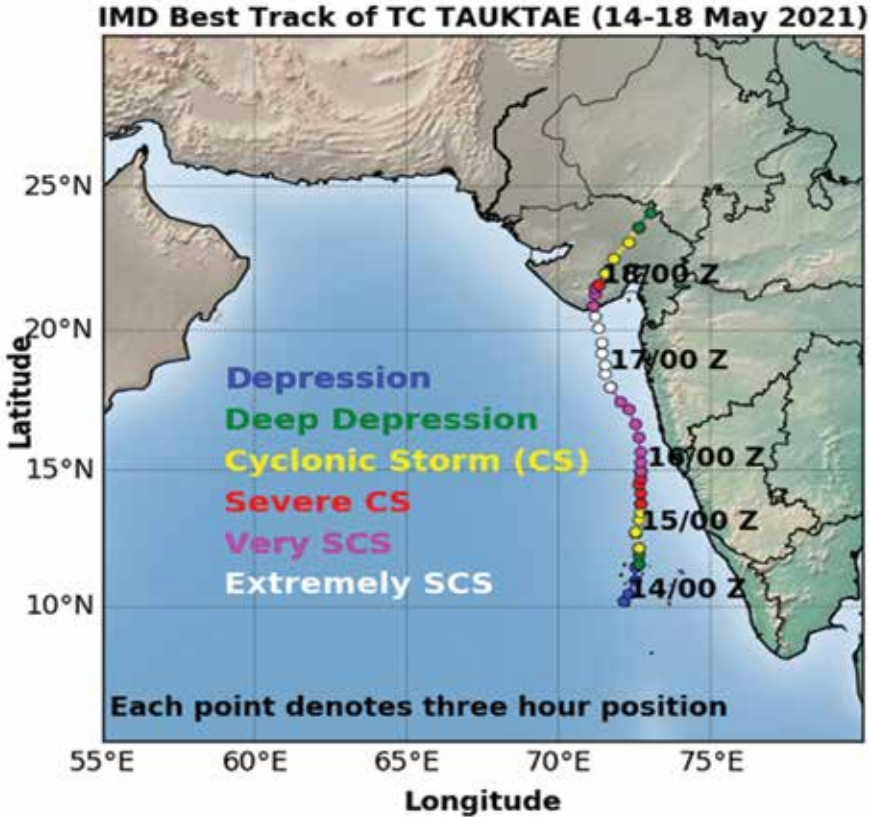 IMD Best Track of TC TAUKTAE (14-18 May 2021)
25°N
18/00 Z
20°N
17/00 Z
Latitude
Depression
Deep Depression
Cyclonic Storm (CS)
16/00 Z
15°N
Severe CS
15/00 Z
Very SCS
Extremely SCS
14/00 Z
10°N
Each point denotes three hour position
55°E 60°E 65°E 70°E 75°E
Longitude